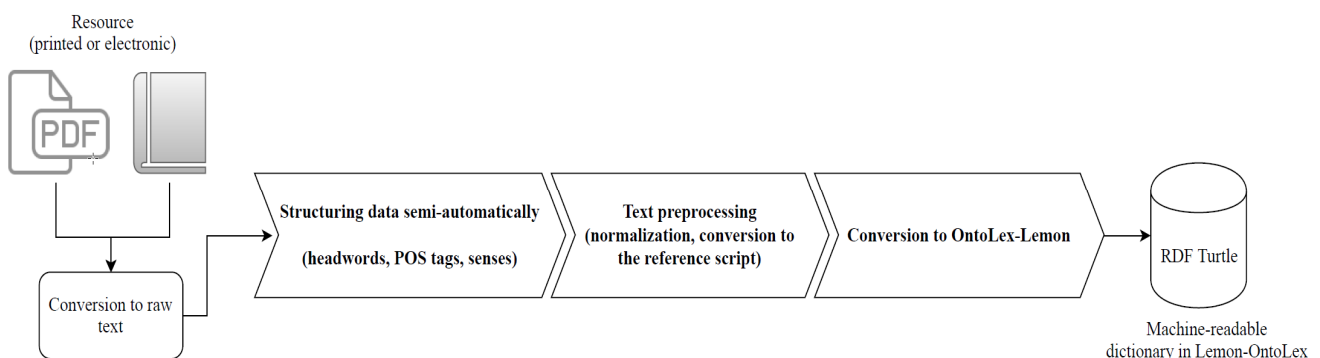 Resource
(printed or electronic)
PDF
Conversion to raw
text
Structuring data semi-automatically
(headwords, POS tags, senses)
Text preprocessing
(normalization, conversion to
the reference script)
Conversion to OntoLex-Lemon
RDF Turtle
Machine-readable
dictionary in Lemon-OntoLex